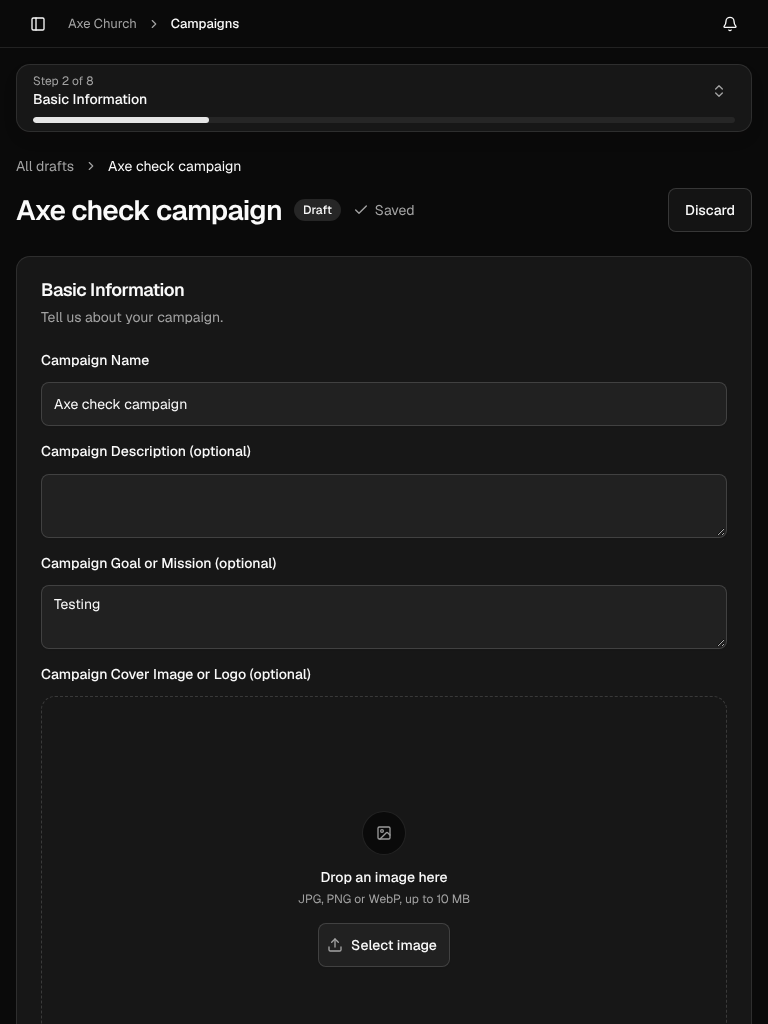 Axe Church > Campaigns
Step 2 of 8
Basic Information
All drafts > Axe check campaign
Axe check campaign Draft Saved Discard
Basic Information
Tell us about your campaign.
Campaign Name
Axe check campaign
Campaign Description (optional)
Campaign Goal or Mission (optional)
Testing
Campaign Cover Image or Logo (optional)
Drop an image here
JPG, PNG or WebP, up to 10 MB
Select image